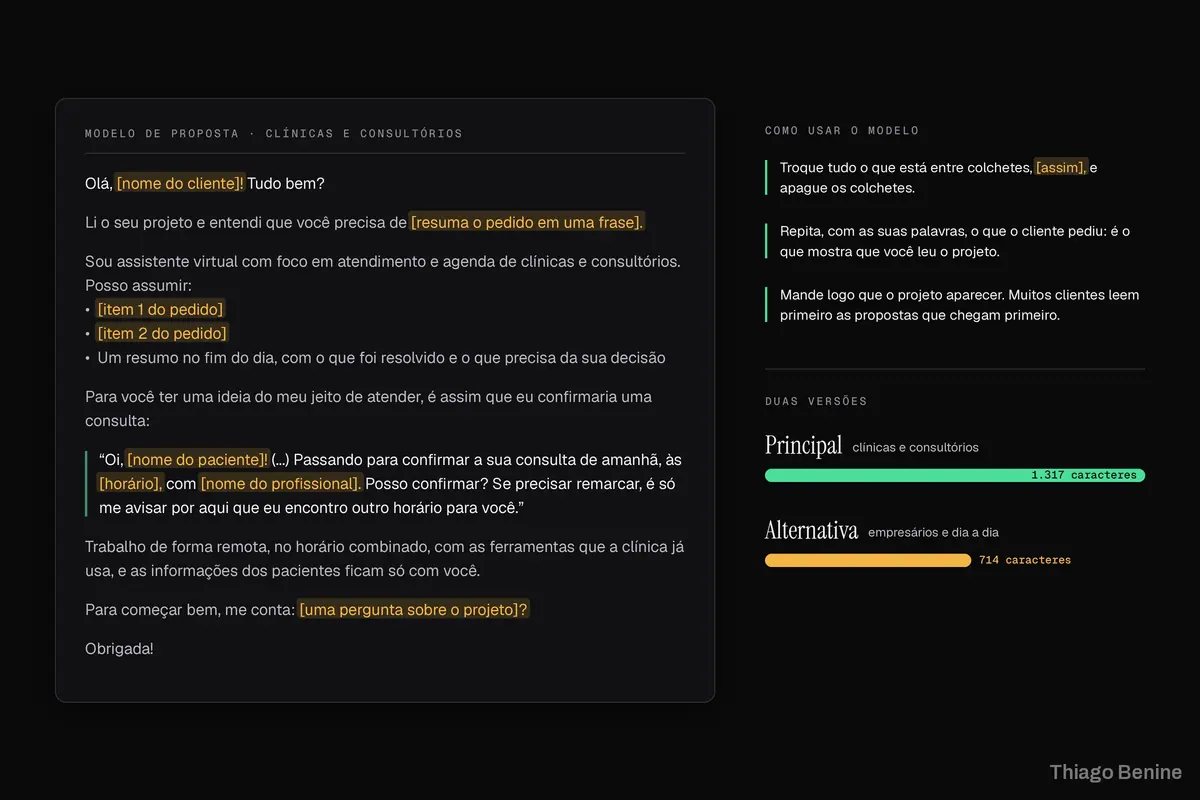 MODELO DE PROPOSTA · CLÍNICAS E CONSULTÓRIOS
Olá, [nome do cliente]! Tudo bem?
Li o seu projeto e entendi que você precisa de [resuma o pedido em uma frase].
Sou assistente virtual com foco em atendimento e agenda de clínicas e consultórios.
Posso assumir:
• [item 1 do pedido]
• [item 2 do pedido]
• Um resumo no fim do dia, com o que foi resolvido e o que precisa da sua decisão
Para você ter uma ideia do meu jeito de atender, é assim que eu confirmaria uma
consulta:
“Oi, [nome do paciente]! (…) Passando para confirmar a sua consulta de amanhã, às
[horário], com [nome do profissional]. Posso confirmar? Se precisar remarcar, é só
me avisar por aqui que eu encontro outro horário para você.”
Trabalho de forma remota, no horário combinado, com as ferramentas que a clínica já
usa, e as informações dos pacientes ficam só com você.
Para começar bem, me conta: [uma pergunta sobre o projeto]?
Obrigada!
COMO USAR O MODELO
Troque tudo o que está entre colchetes, [assim], e
apague os colchetes.
Repita, com as suas palavras, o que o cliente pediu: é o
que mostra que você leu o projeto.
Mande logo que o projeto aparecer. Muitos clientes leem
primeiro as propostas que chegam primeiro.
DUAS VERSÕES
Principal clínicas e consultórios
1.317 caracteres
Alternativa empresários e dia a dia
714 caracteres
Thiago Benine